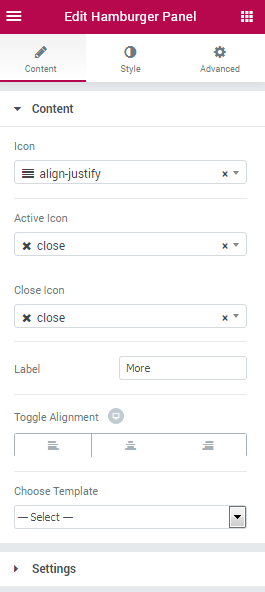 Edit Hamburger Panel
Content Style Advanced
Content
Icon
align-justify
Active Icon
close
Close Icon
close
Label More
Toggle Alignment
Choose Template
— Select —
Settings